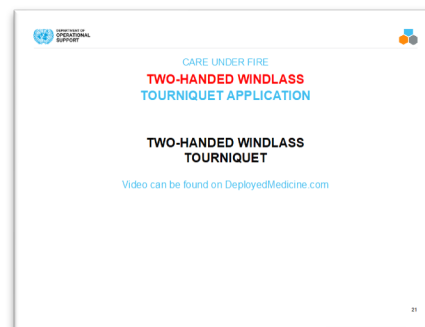 DEPARTMENT OF
OPERATIONAL
SUPPORT
CARE UNDER FIRE
TWO-HANDED WINDLASS
TOURNIQUET APPLICATION
TWO-HANDED WINDLASS
TOURNIQUET
Video can be found on DeployedMedicine.com
21